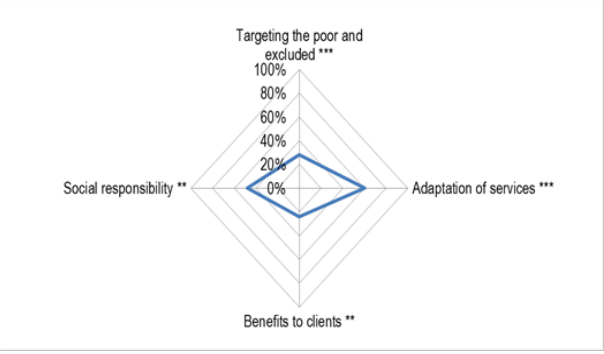 Targeting the poor and
excluded ***
100%
80%
60%
40%
20%
0%
Social responsibility **
Adaptation of services ***
Benefits to clients **